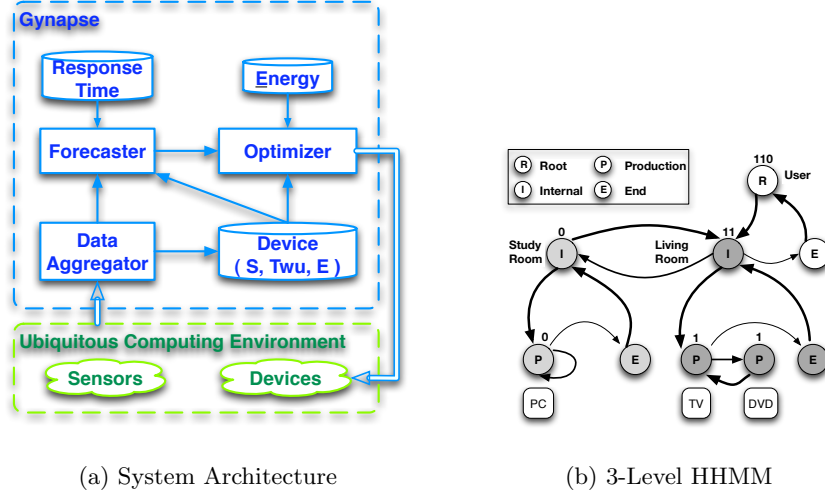 Gynapse
Response
Time
Energy
Forecaster
Optimizer
Data
Aggregator
Device
( S, Twu, E )
Ubiquitous Computing Environment
Sensors
Devices
(a) System Architecture
R Root P Production
I Internal E End
110
R User
0
11
Study
Room
I
Living
Room
I
E
0
P
E
1
P
1
P
E
PC
TV
DVD
(b) 3-Level HHMM